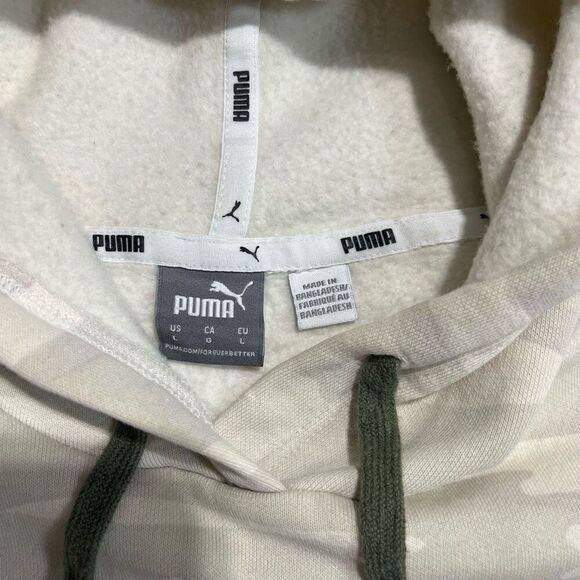 PUMA
PUMA
PUMA
PUMA
US CA EU
L G L
PUMA.COM/FOREVERBETTER
MADE IN
BANGLADESH/
FABRIQUÉ AU
BANGLADESH